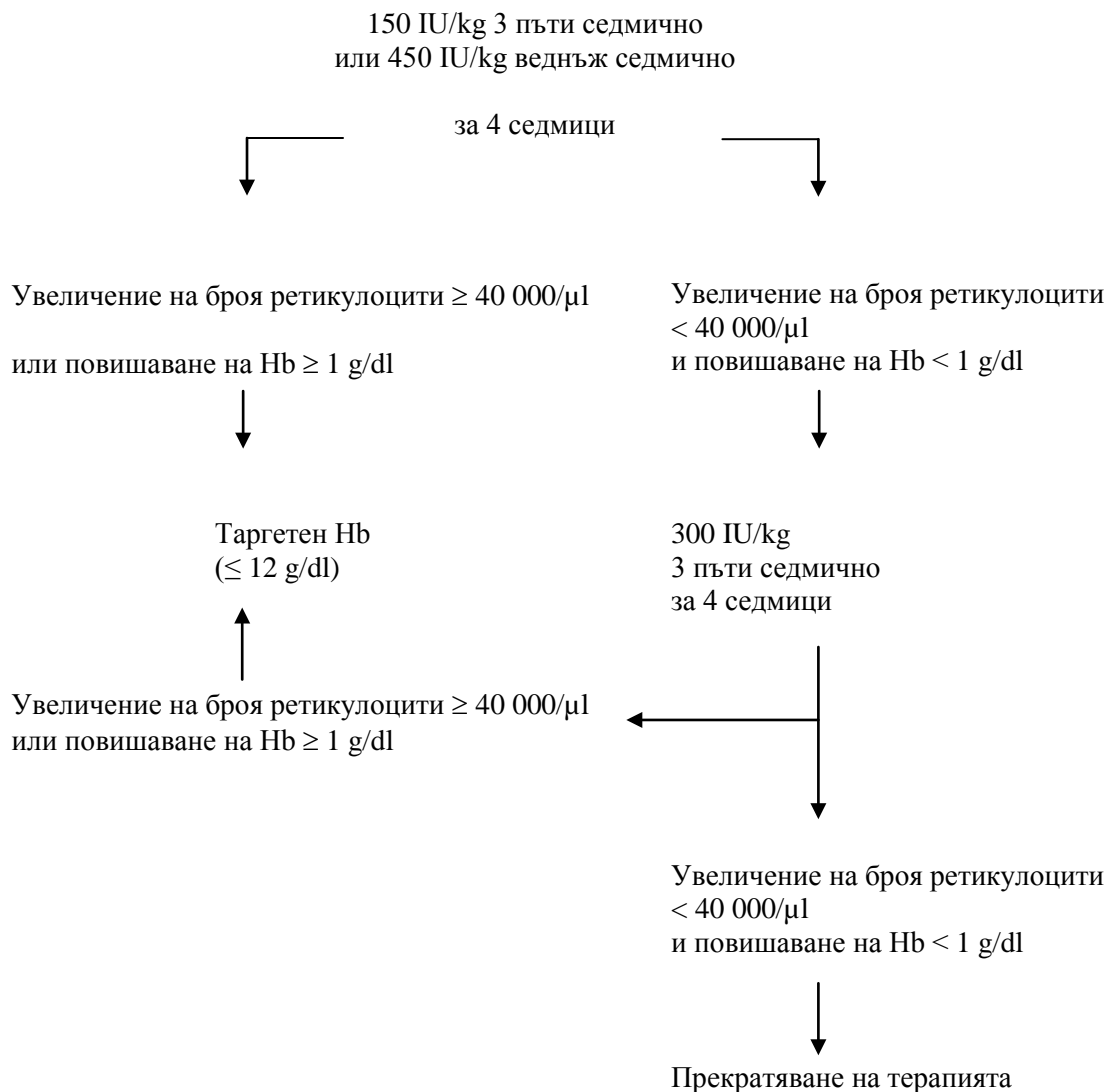 150 IU/kg 3 пъти седмично
или 450 IU/kg веднъж седмично
за 4 седмици
Увеличение на броя ретикулоцити ≥ 40 000/µl
или повишаване на Hb ≥ 1 g/dl
Увеличение на броя ретикулоцити
< 40 000/µl
и повишаване на Hb < 1 g/dl
Таргетен Hb
(≤ 12 g/dl)
300 IU/kg
3 пъти седмично
за 4 седмици
Увеличение на броя ретикулоцити ≥ 40 000/µl
или повишаване на Hb ≥ 1 g/dl
Увеличение на броя ретикулоцити
< 40 000/µl
и повишаване на Hb < 1 g/dl
Прекратяване на терапията